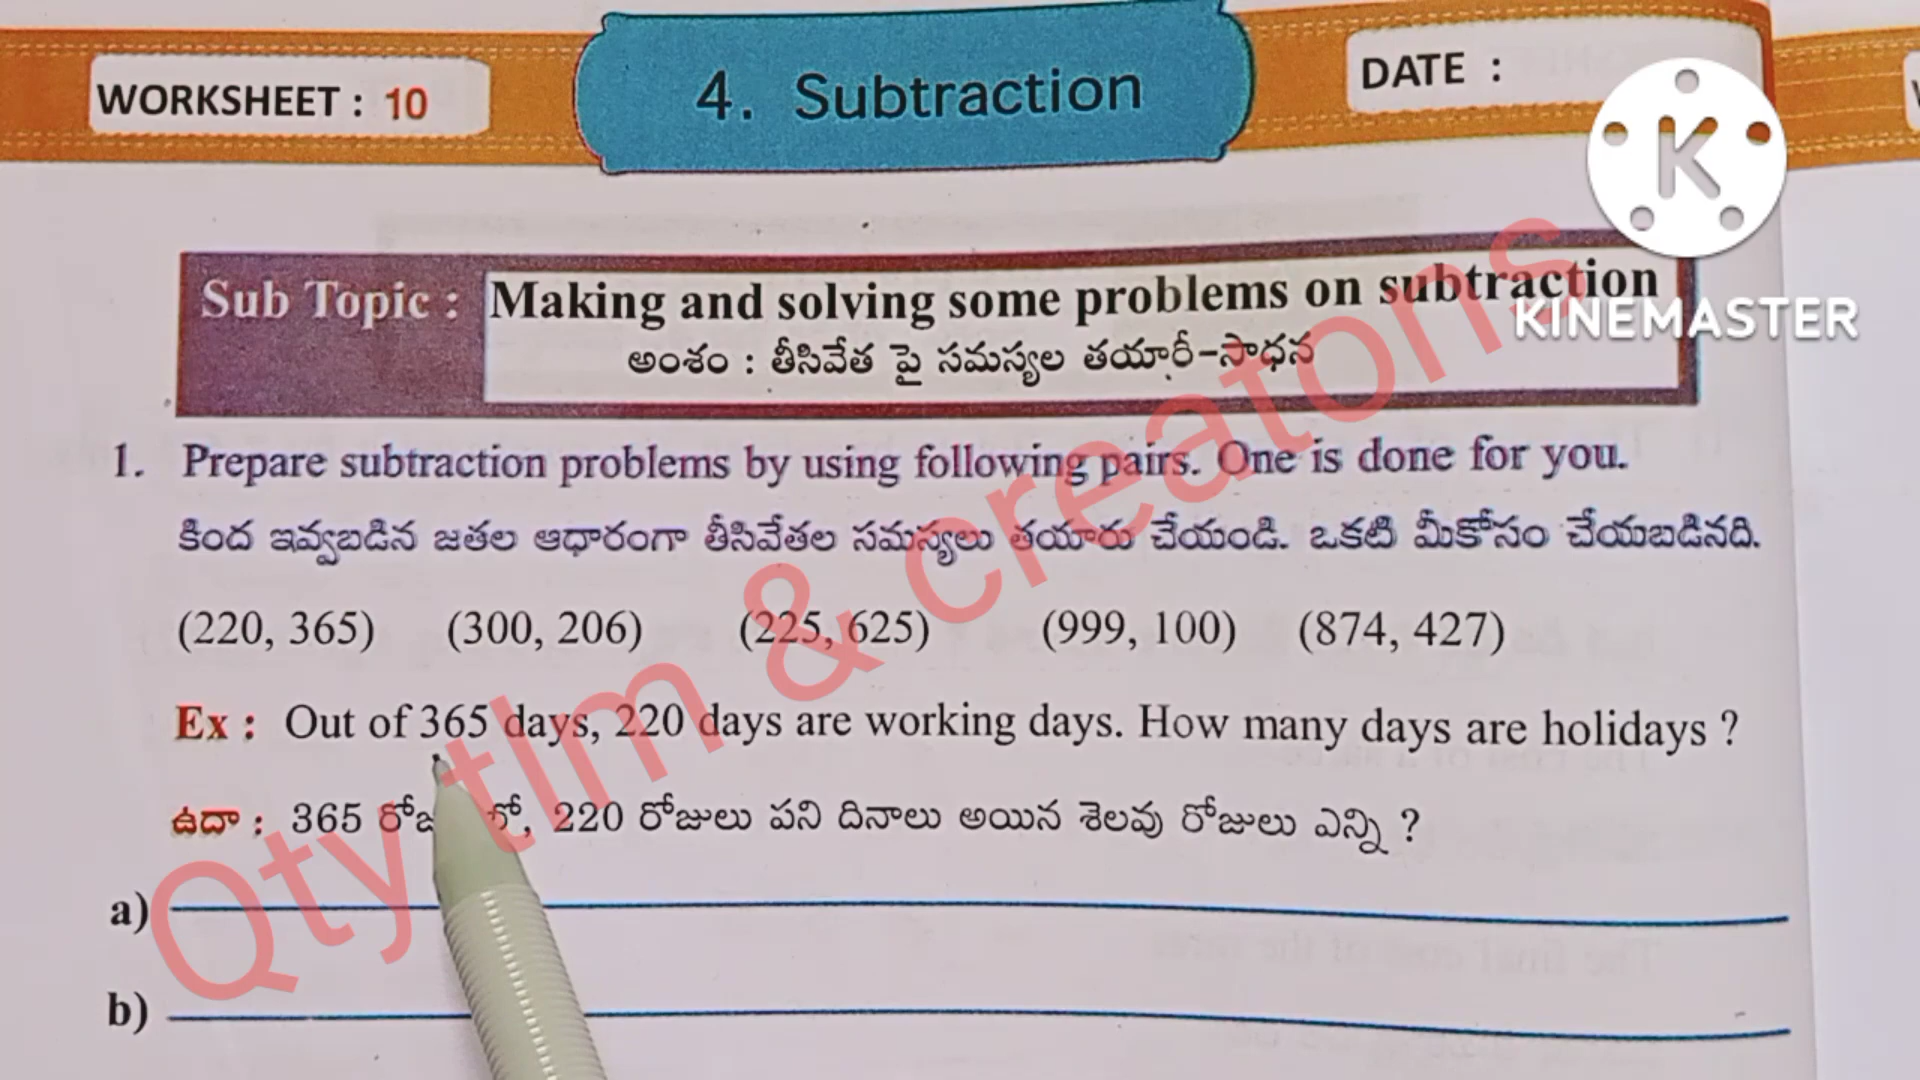 WORKSHEET : 10
4. Subtraction
DATE :
KINEMASTER
Sub Topic : Making and solving some problems on subtraction
అంశం : తీసివేత పై సమస్యల తయారీ-సాధన
1. Prepare subtraction problems by using following pairs. One is done for you.
కింద ఇవ్వబడిన జతల ఆధారంగా తీసివేతల సమస్యలు తయారు చేయండి. ఒకటి మీకోసం చేయబడినది.
(220, 365) (300, 206) (225, 625) (999, 100) (874, 427)
Ex : Out of 365 days, 220 days are working days. How many days are holidays ?
ఉదా : 365 220 రోజులు పని దినాలు అయిన శెలవు రోజులు ఎన్ని ?
a)
b)
Qty tlm & creatons